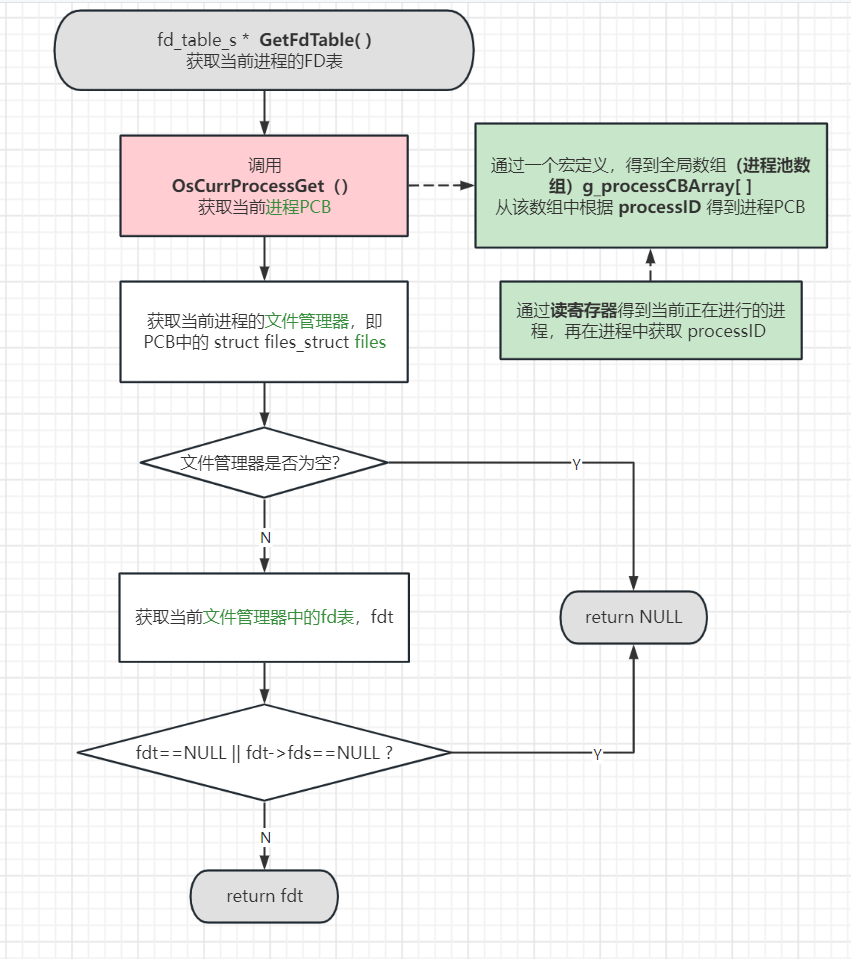 fd_table_s *  GetFdTable( )
获取当前进程的FD表
调用
OsCurrProcessGet（）
获取当前进程PCB
通过一个宏定义，得到全局数组（进程池数
组）g_processCBArray[ ]
从该数组中根据 processID 得到进程PCB
通过读寄存器得到当前正在进行的进
程，再在进程中获取 processID
获取当前进程的文件管理器，即
PCB中的 struct files_struct files
文件管理器是否为空？
Y
N
获取当前文件管理器中的fd表，fdt
return NULL
fdt==NULL || fdt->fds==NULL ?
Y
N
return fdt